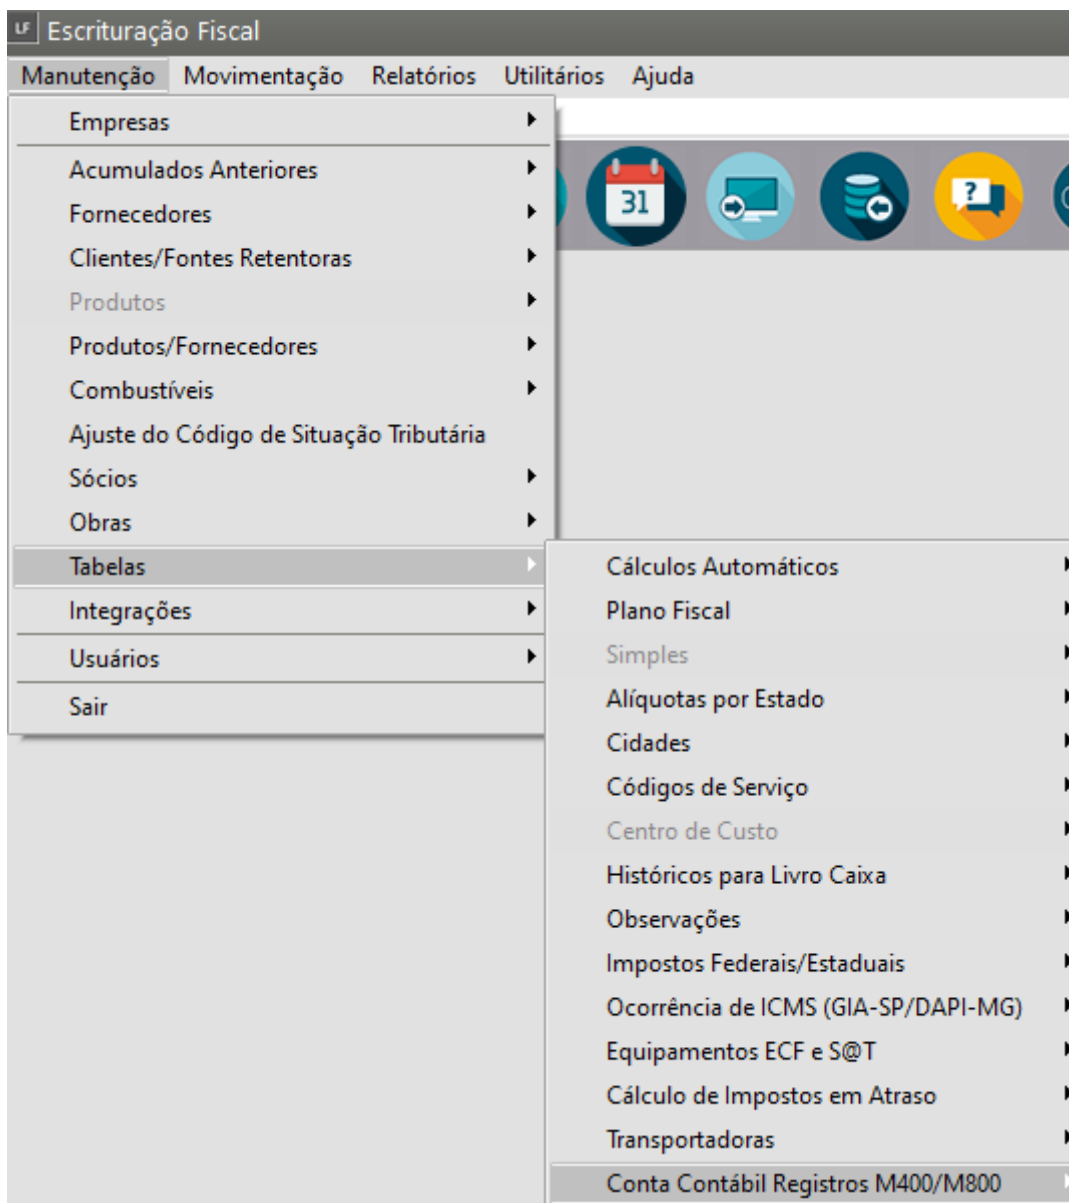 LF Escrituração Fiscal
Manutenção Movimentação Relatórios Utilitários Ajuda
Empresas
Acumulados Anteriores
Fornecedores
Clientes/Fontes Retentoras
Produtos
Produtos/Fornecedores
Combustíveis
Ajuste do Código de Situação Tributária
Sócios
Obras
Tabelas
Integrações
Usuários
Sair
31
?
Cálculos Automáticos
Plano Fiscal
Simples
Alíquotas por Estado
Cidades
Códigos de Serviço
Centro de Custo
Históricos para Livro Caixa
Observações
Impostos Federais/Estaduais
Ocorrência de ICMS (GIA-SP/DAPI-MG)
Equipamentos ECF e S@T
Cálculo de Impostos em Atraso
Transportadoras
Conta Contábil Registros M400/M800